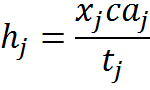 h_j = \frac{x_j c a_j}{t_j}